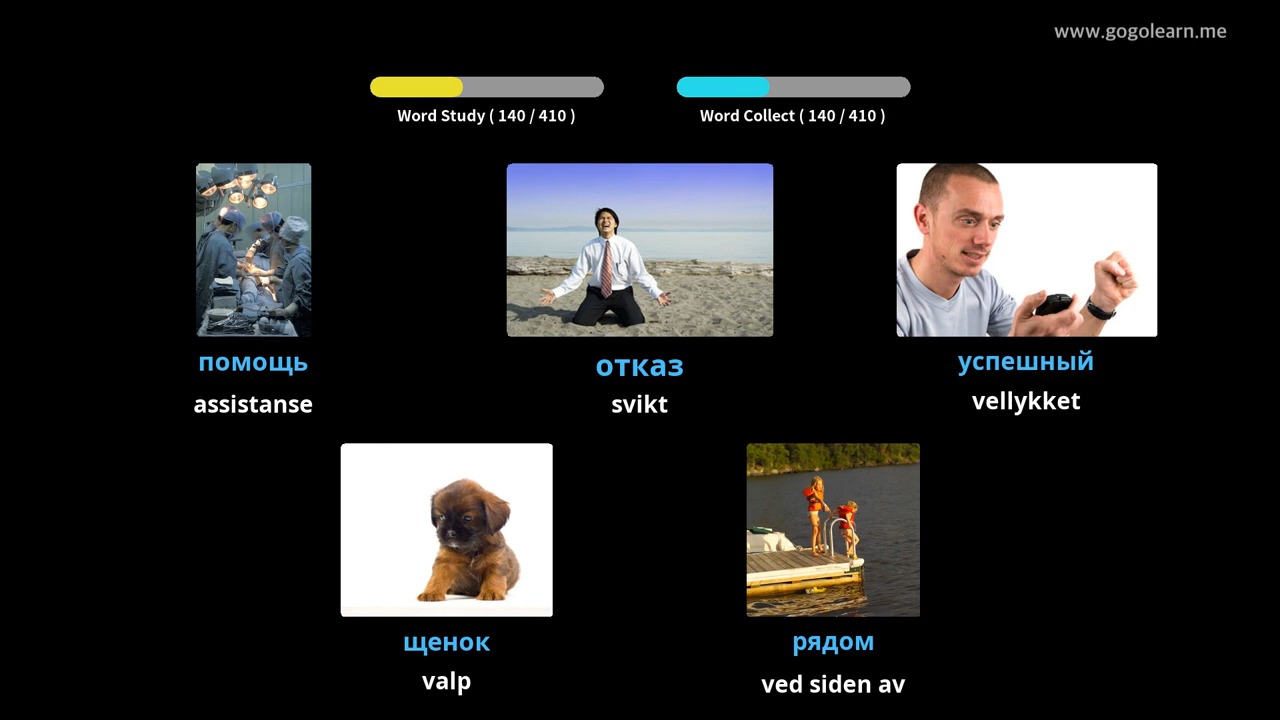 www.gogolearn.me
Word Study ( 140 / 410 )
Word Collect ( 140 / 410 )
помощь
assistanse
отказ
svikt
успешный
vellykket
щенок
valp
рядом
ved siden av